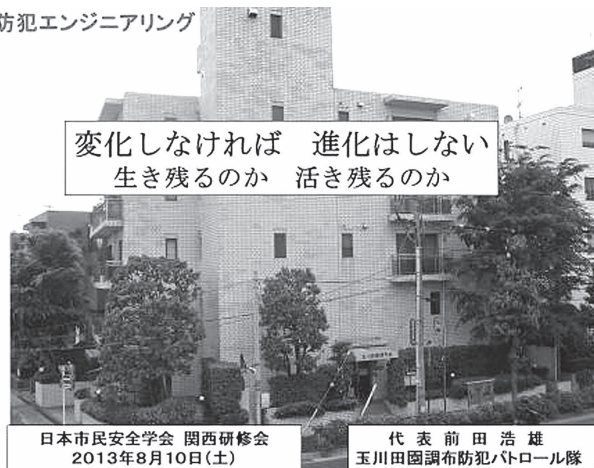 防犯エンジニアリング
変化しなければ 進化はしない
生き残るのか 活き残るのか
日本市民安全学会 関西研修会
2013年8月10日(土)
代表 前田浩雄
玉川田園調布防犯パトロール隊